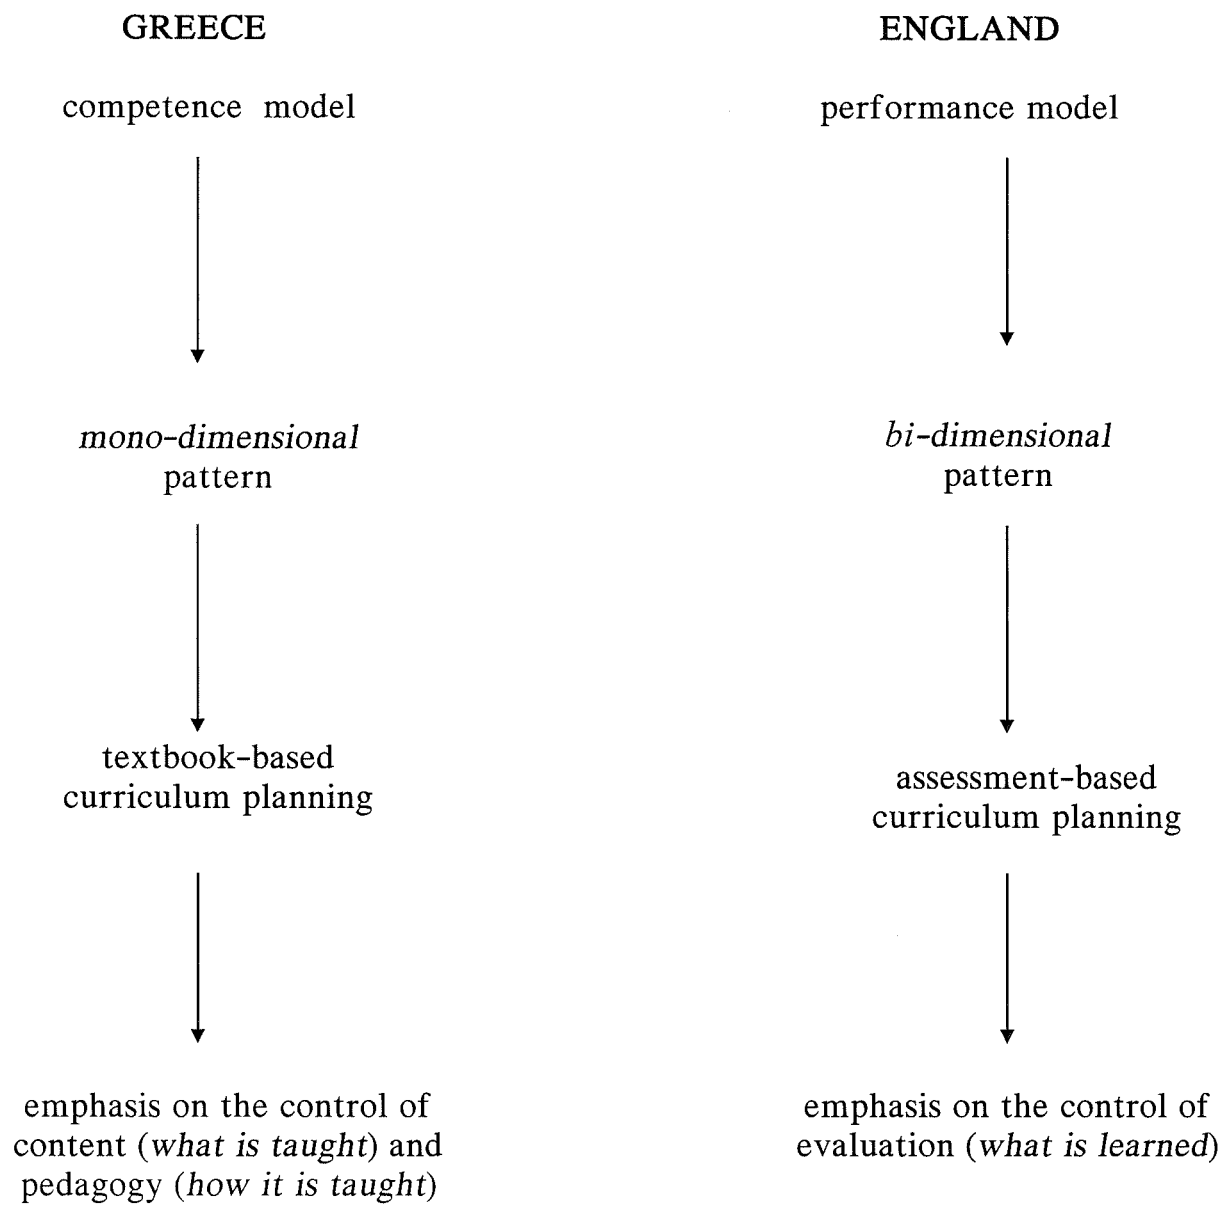 GREECE
competence model
mono-dimensional
pattern
textbook-based
curriculum planning
emphasis on the control of
content (what is taught) and
pedagogy (how it is taught)
ENGLAND
performance model
bi-dimensional
pattern
assessment-based
curriculum planning
emphasis on the control of
evaluation (what is learned)